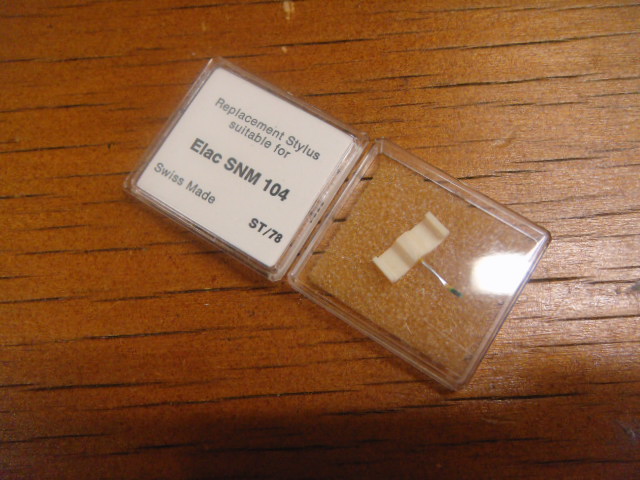 Replacement Stylus
suitable for
Elac SNM 104
Swiss Made
ST/78